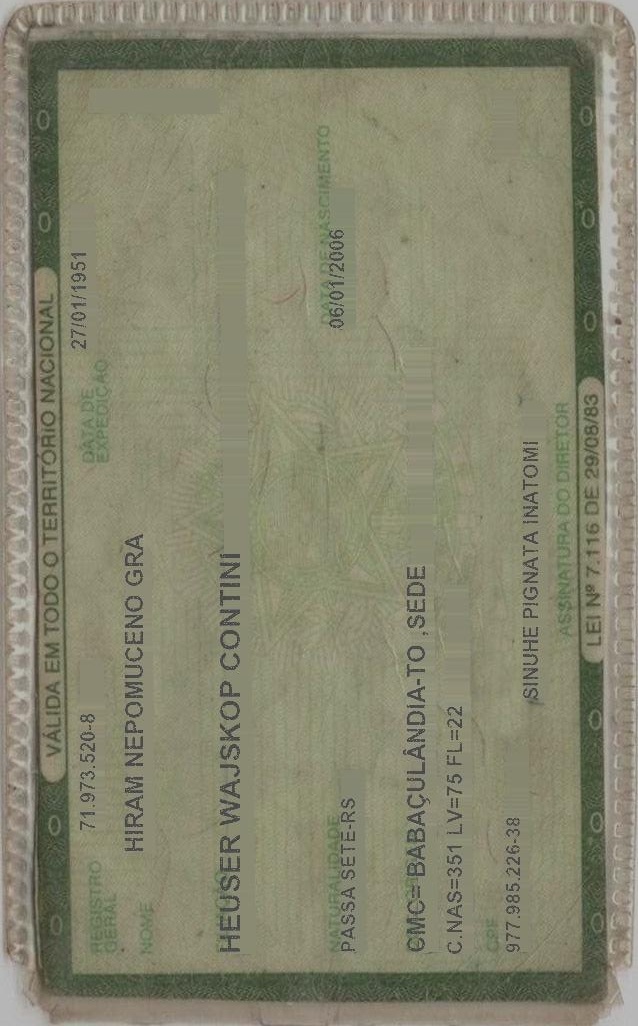 VÁLIDA EM TODO O TERRITÓRIO NACIONAL
REGISTRO GERAL 71.973.520-8 DATA DE EXPEDIÇÃO 27/01/1951
NOME HIRAM NEPOMUCENO GRA
HEUSER WAJSKOP CONTINI
NATURALIDADE DATA DE NASCIMENTO
PASSA SETE-RS 06/01/2006
CMC=BABAÇULÂNDIA-TO ,SEDE
C.NAS=351 LV=75 FL=22
CPF
977.985.226-38
SINUHE PIGNATA INATOMI
ASSINATURA DO DIRETOR
LEI Nº 7.116 DE 29/08/83